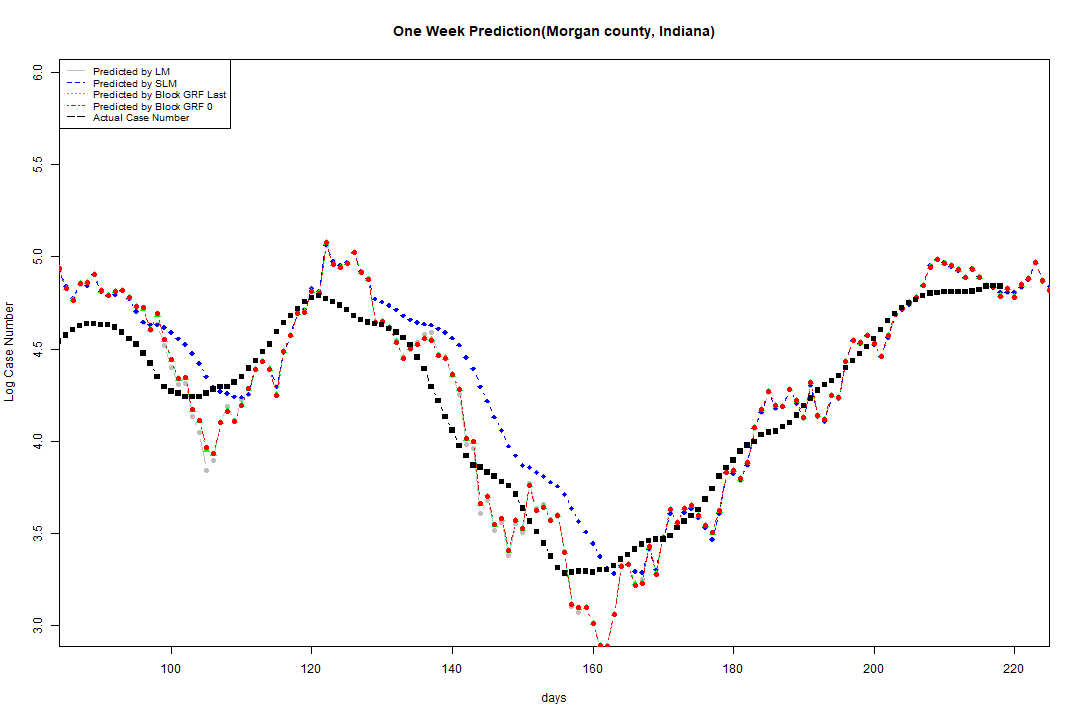 One Week Prediction(Morgan county, Indiana)
Predicted by LM
Predicted by SLM
Predicted by Block GRF Last
Predicted by Block GRF 0
Actual Case Number
Log Case Number
6.0
5.5
5.0
4.5
4.0
3.5
3.0
100 120 140 160 180 200 220
days